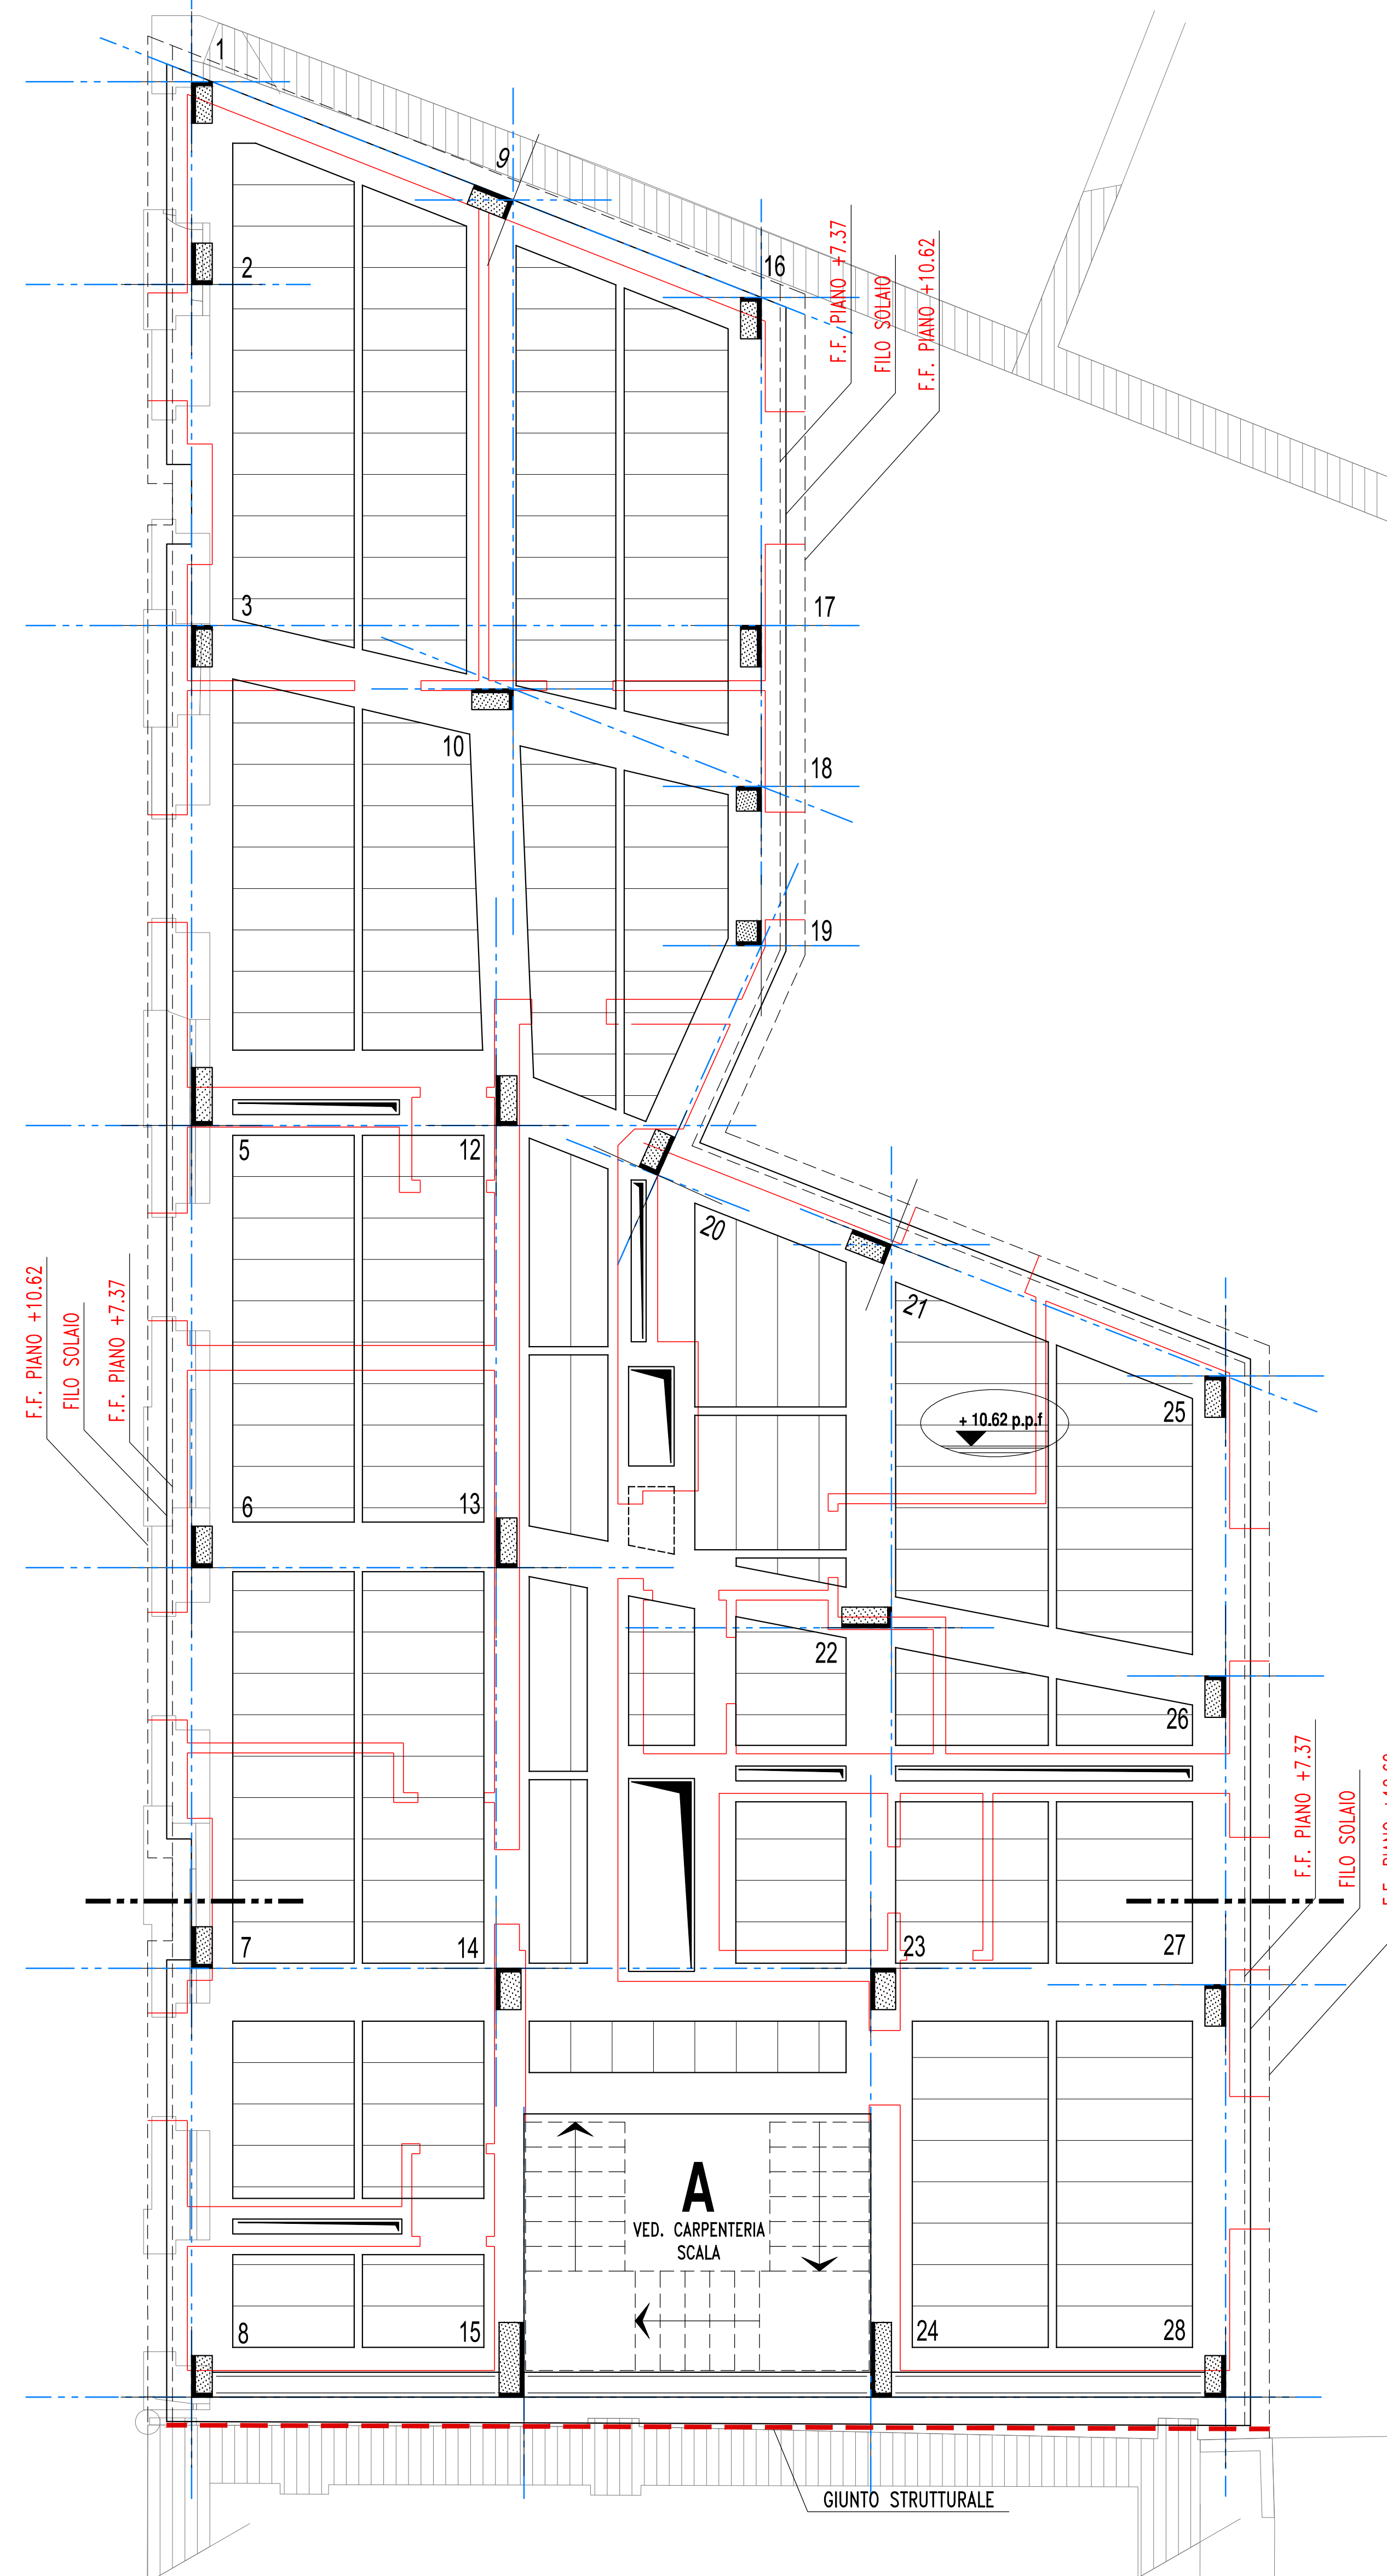 1
9
2
16
F.F. PIANO +7.37
FILO SOLAIO
F.F. PIANO +10.62
3
17
10
18
19
5
12
20
21
F.F. PIANO +10.62
FILO SOLAIO
F.F. PIANO +7.37
25
+ 10.62 p.p.f
6
13
22
26
F.F. PIANO +7.37
FILO SOLAIO
7
14
23
27
A
VED. CARPENTERIA
SCALA
8
15
24
28
GIUNTO STRUTTURALE